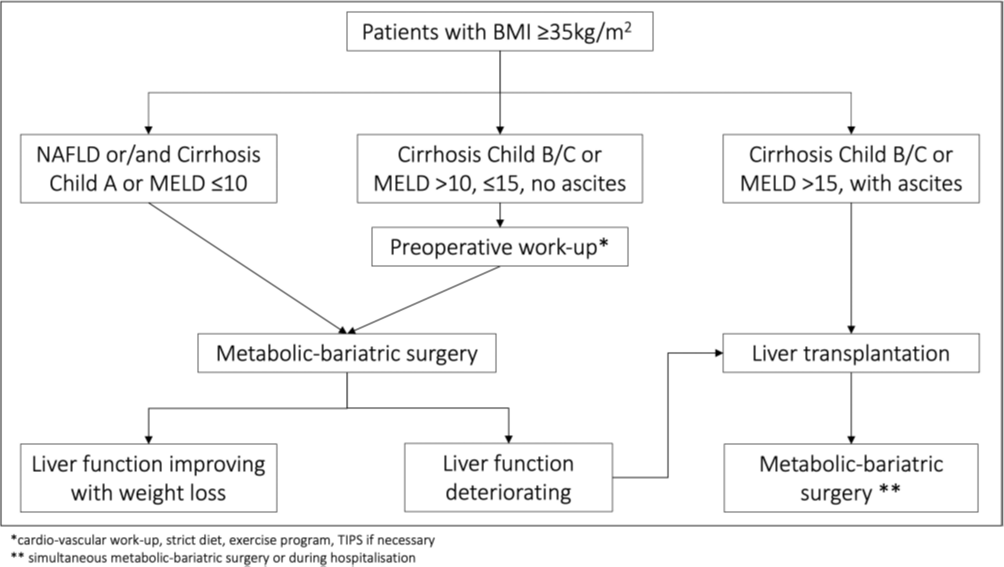 Patients with BMI ≥35kg/m²
NAFLD or/and Cirrhosis
Child A or MELD ≤10
Cirrhosis Child B/C or
MELD >10, ≤15, no ascites
Cirrhosis Child B/C or
MELD >15, with ascites
Preoperative work-up*
Metabolic-bariatric surgery
Liver transplantation
Liver function improving
with weight loss
Liver function
deteriorating
Metabolic-bariatric
surgery **
*cardio-vascular work-up, strict diet, exercise program, TIPS if necessary
** simultaneous metabolic-bariatric surgery or during hospitalisation